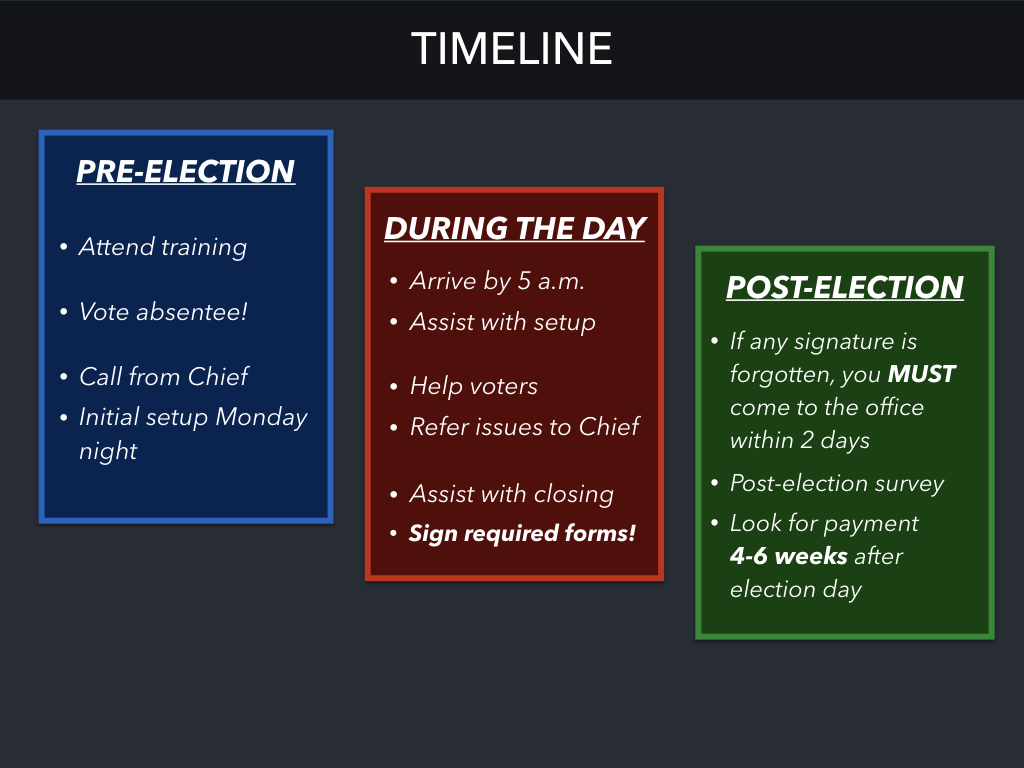 TIMELINE
PRE-ELECTION
• Attend training
• Vote absentee!
• Call from Chief
• Initial setup Monday
night
DURING THE DAY
• Arrive by 5 a.m.
• Assist with setup
• Help voters
• Refer issues to Chief
• Assist with closing
• Sign required forms!
POST-ELECTION
• If any signature is
forgotten, you MUST
come to the office
within 2 days
• Post-election survey
• Look for payment
4-6 weeks after
election day